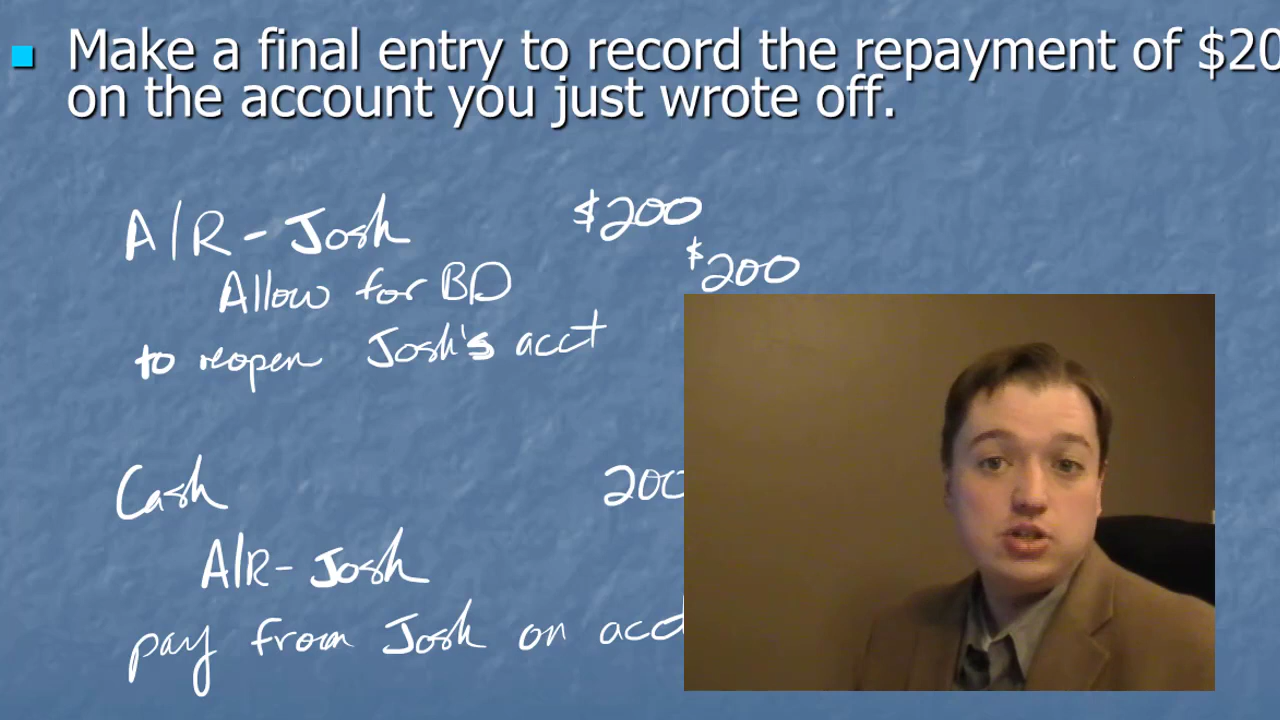 Make a final entry to record the repayment of $20
on the account you just wrote off.
A/R - Josh $200
Allow for BD $200
to reopen Josh's acct
Cash 200
A/R - Josh
pay from Josh on